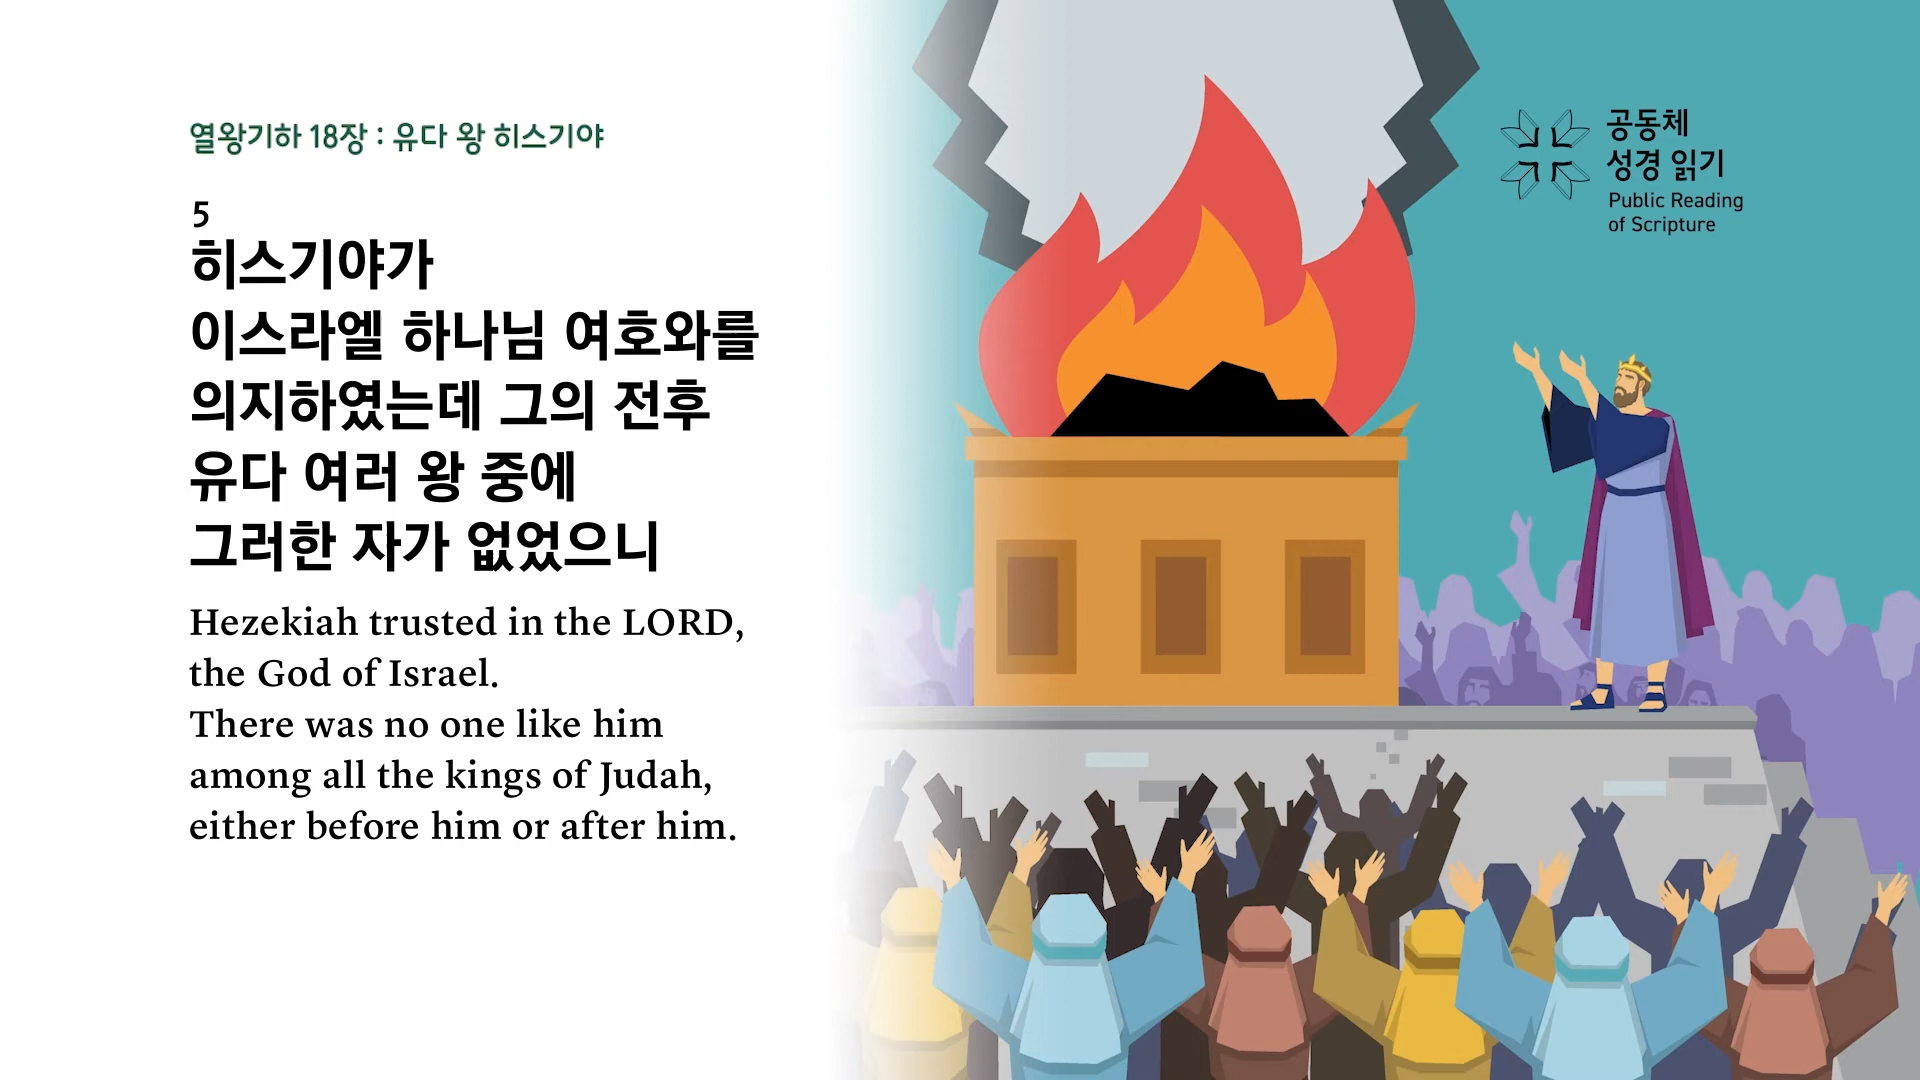 열왕기하 18장 : 유다 왕 히스기야
5
히스기야가
이스라엘 하나님 여호와를
의지하였는데 그의 전후
유다 여러 왕 중에
그러한 자가 없었으니
Hezekiah trusted in the LORD,
the God of Israel.
There was no one like him
among all the kings of Judah,
either before him or after him.
공동체
성경 읽기
Public Reading
of Scripture